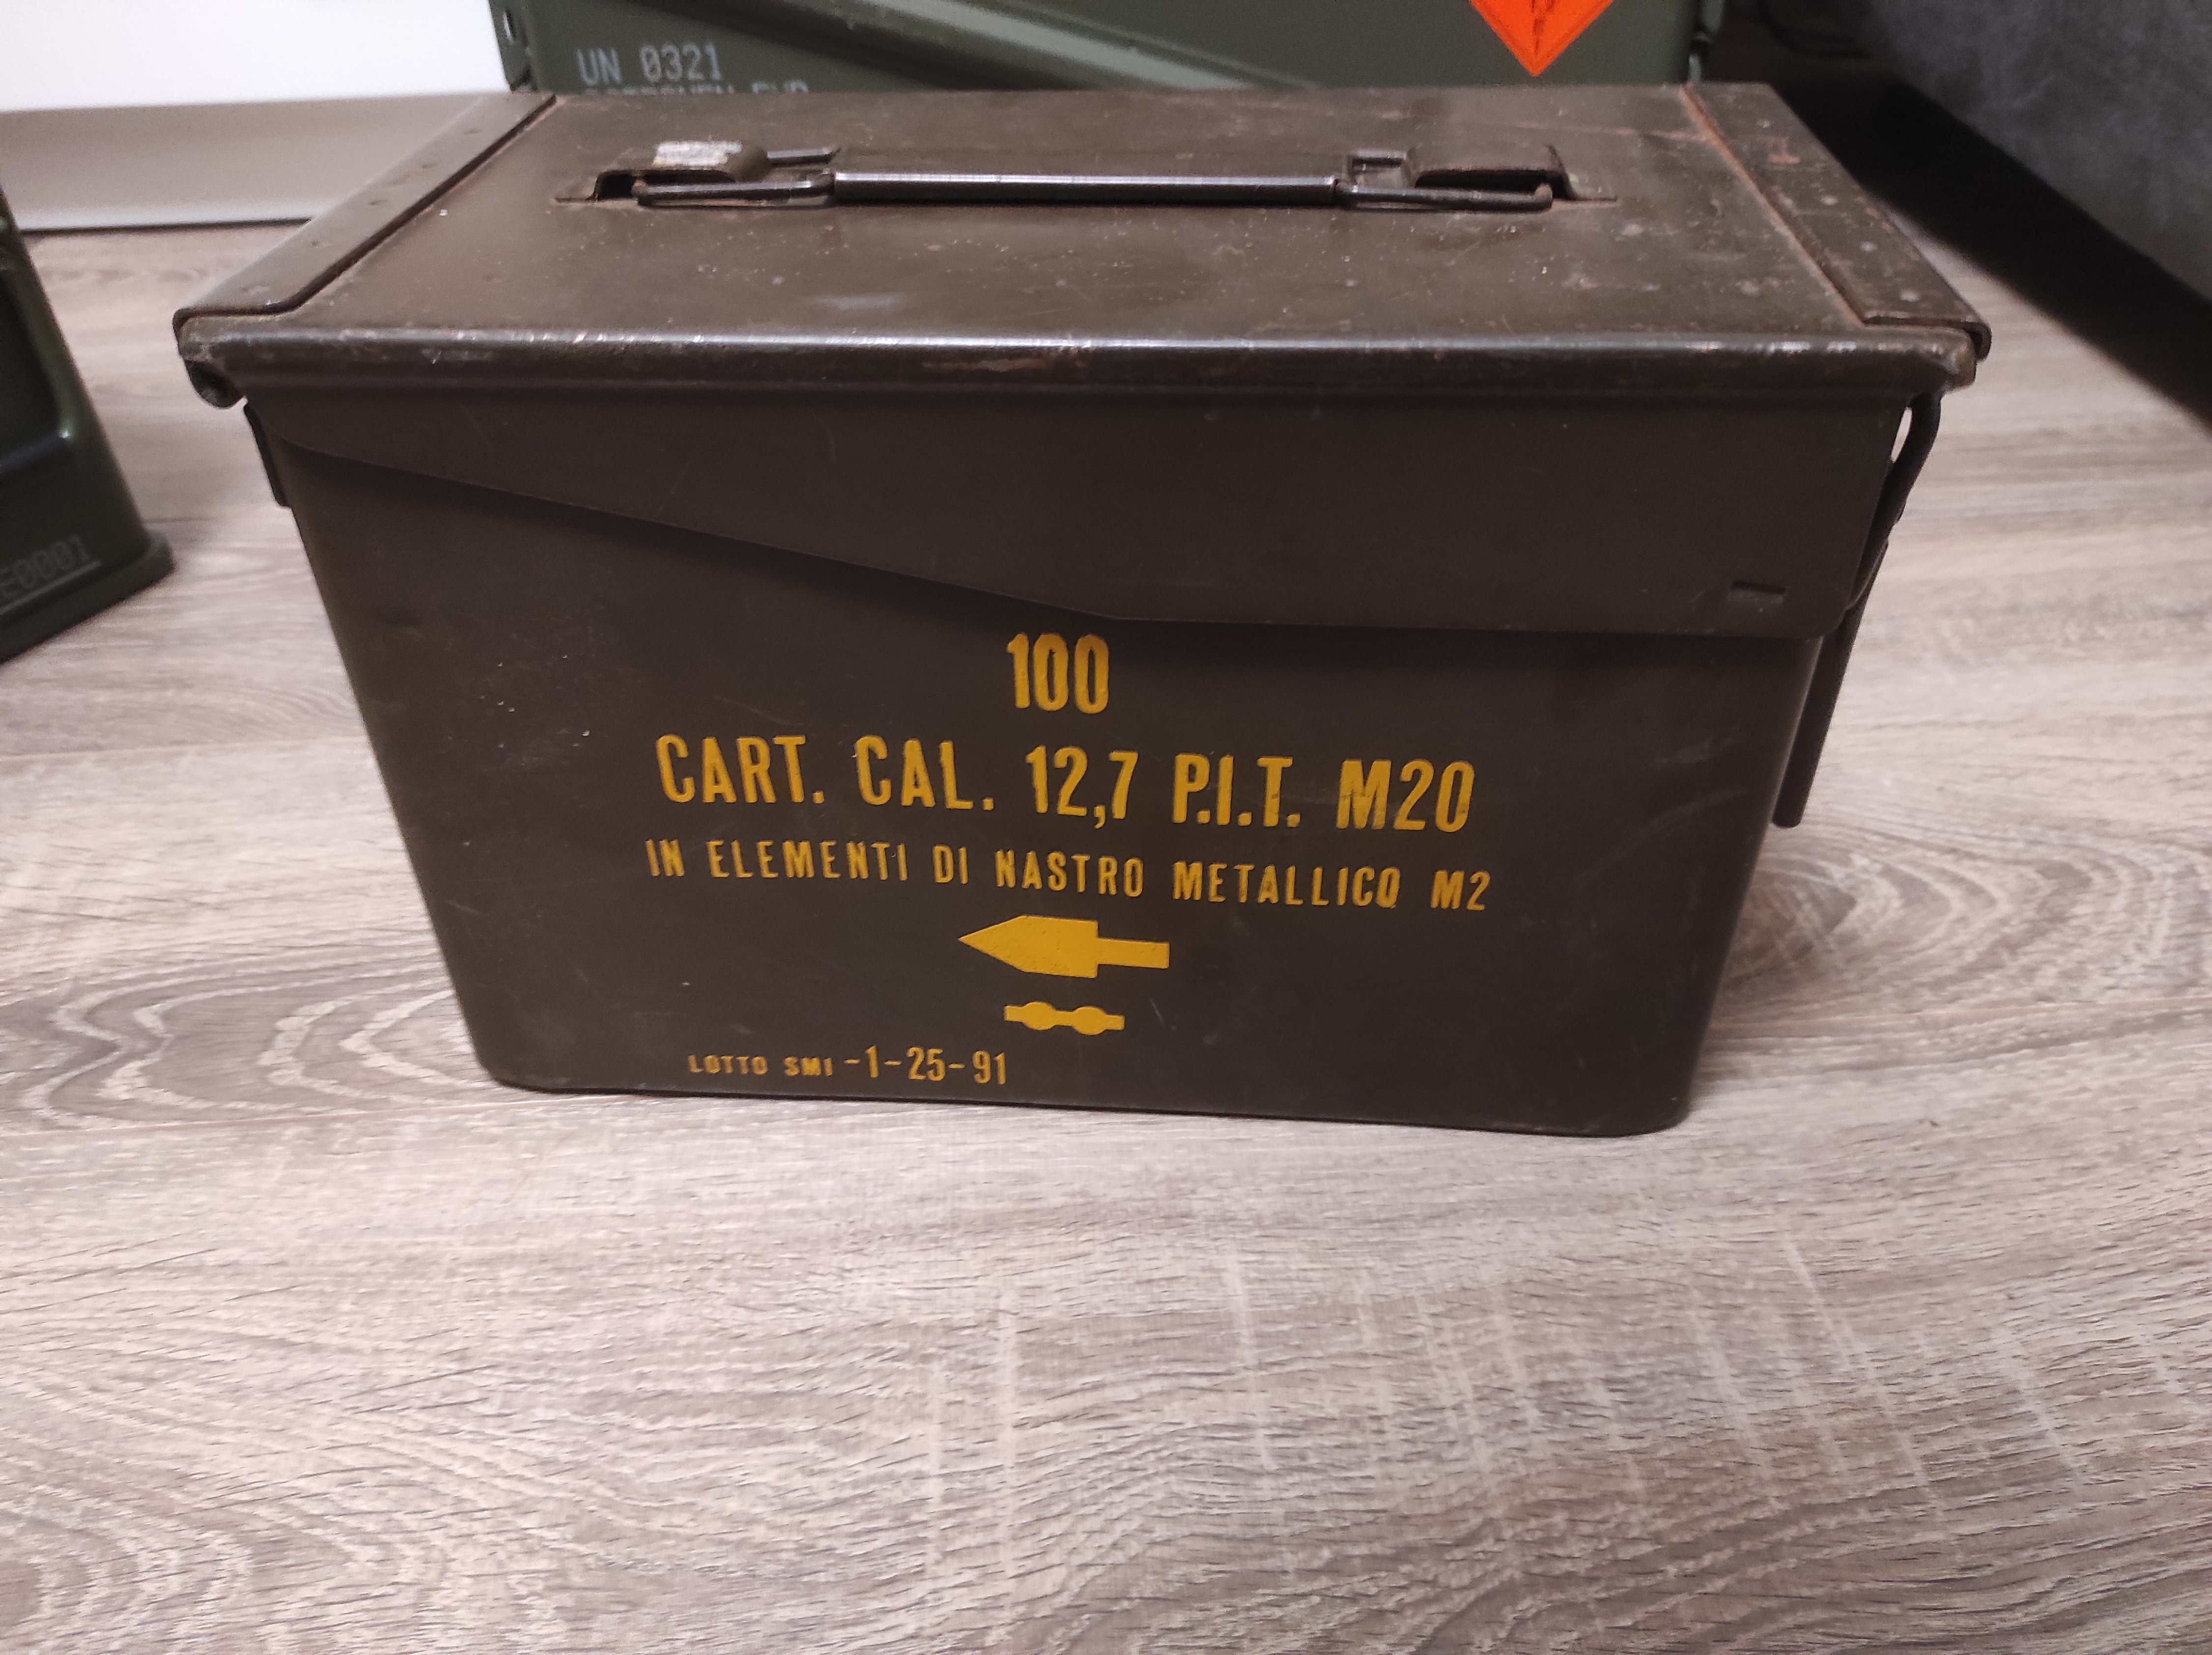 UN 0321
E0001
100
CART. CAL. 12,7 P.I.T. M20
IN ELEMENTI DI NASTRO METALLICO M2
LOTTO SMI -1-25-91